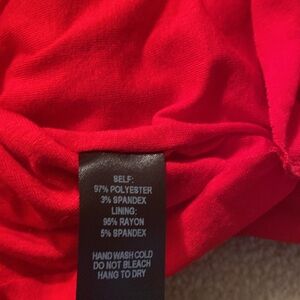 SELF:
97% POLYESTER
3% SPANDEX
LINING:
95% RAYON
5% SPANDEX
HAND WASH COLD
DO NOT BLEACH
HANG TO DRY